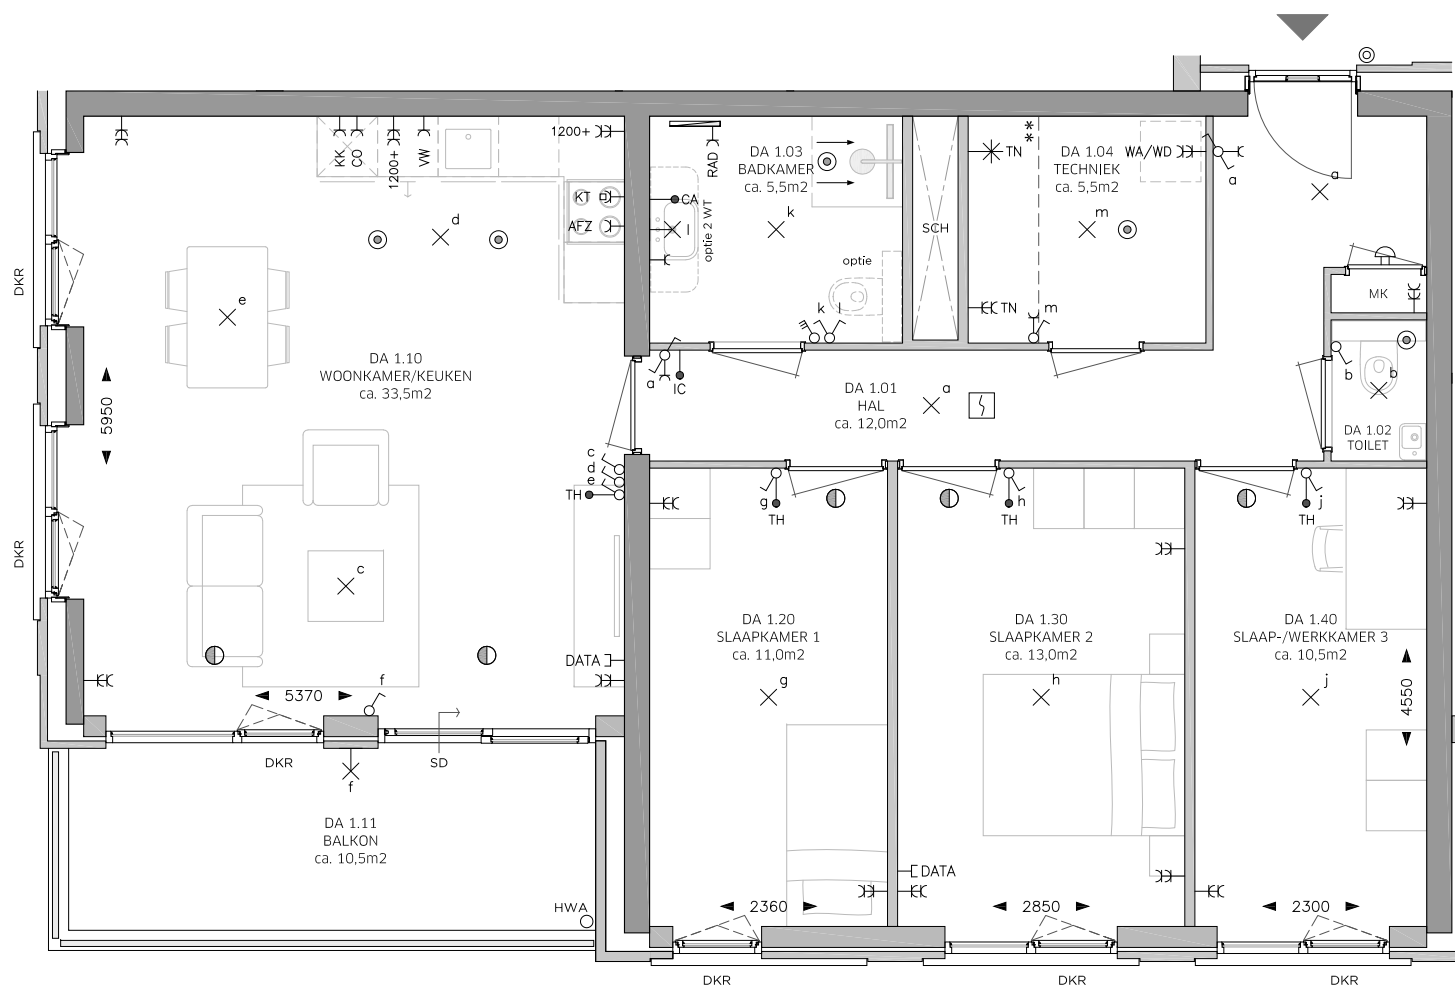 KK
CO
1200+
VW
1200+
RAD
DA 1.03
BADKAMER
ca. 5,5m2
**
TN
DA 1.04
TECHNIEK
ca. 5,5m2
WA/WD
a
a
KT
AFZ
CA
l
optie 2 WT
k
d
SCH
m
optie
e
DKR
MK
TN
k
l
m
DA 1.10
WOONKAMER/KEUKEN
ca. 33,5m2
a
IC
DA 1.01
HAL
ca. 12,0m2
a
b
b
DA 1.02
TOILET
5950
c
d
e
TH
g
TH
h
TH
j
TH
DKR
c
DA 1.20
SLAAPKAMER 1
ca. 11,0m2
DA 1.30
SLAAPKAMER 2
ca. 13,0m2
DA 1.40
SLAAP-/WERKKAMER 3
ca. 10,5m2
DATA
f
5370
g
h
j
4550
DKR
SD
f
DA 1.11
BALKON
ca. 10,5m2
DATA
HWA
2360
2850
2300
DKR
DKR
DKR